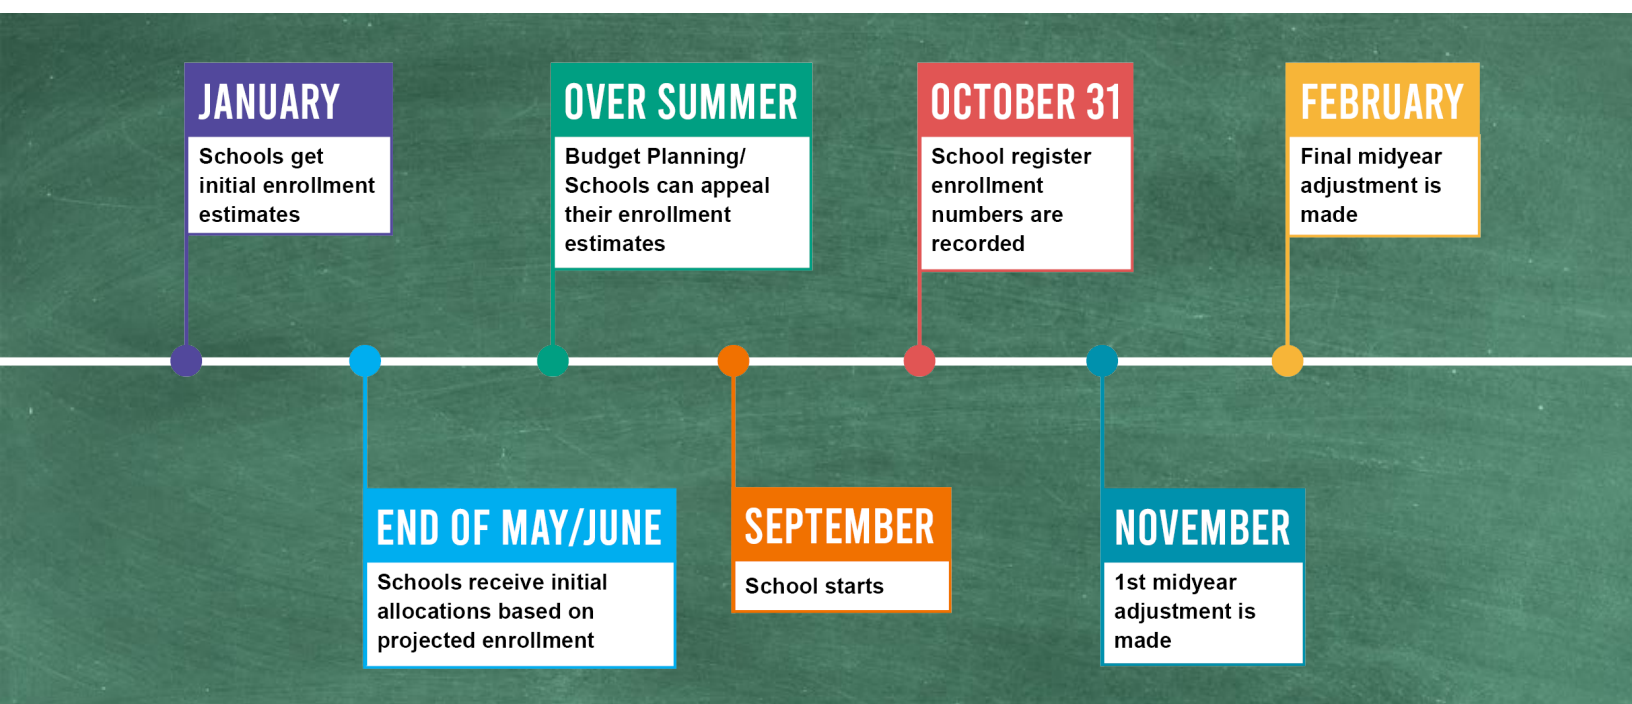 JANUARY
Schools get
initial enrollment
estimates
END OF MAY/JUNE
Schools receive initial
allocations based on
projected enrollment
OVER SUMMER
Budget Planning/
Schools can appeal
their enrollment
estimates
SEPTEMBER
School starts
OCTOBER 31
School register
enrollment
numbers are
recorded
NOVEMBER
1st midyear
adjustment is
made
FEBRUARY
Final midyear
adjustment is
made